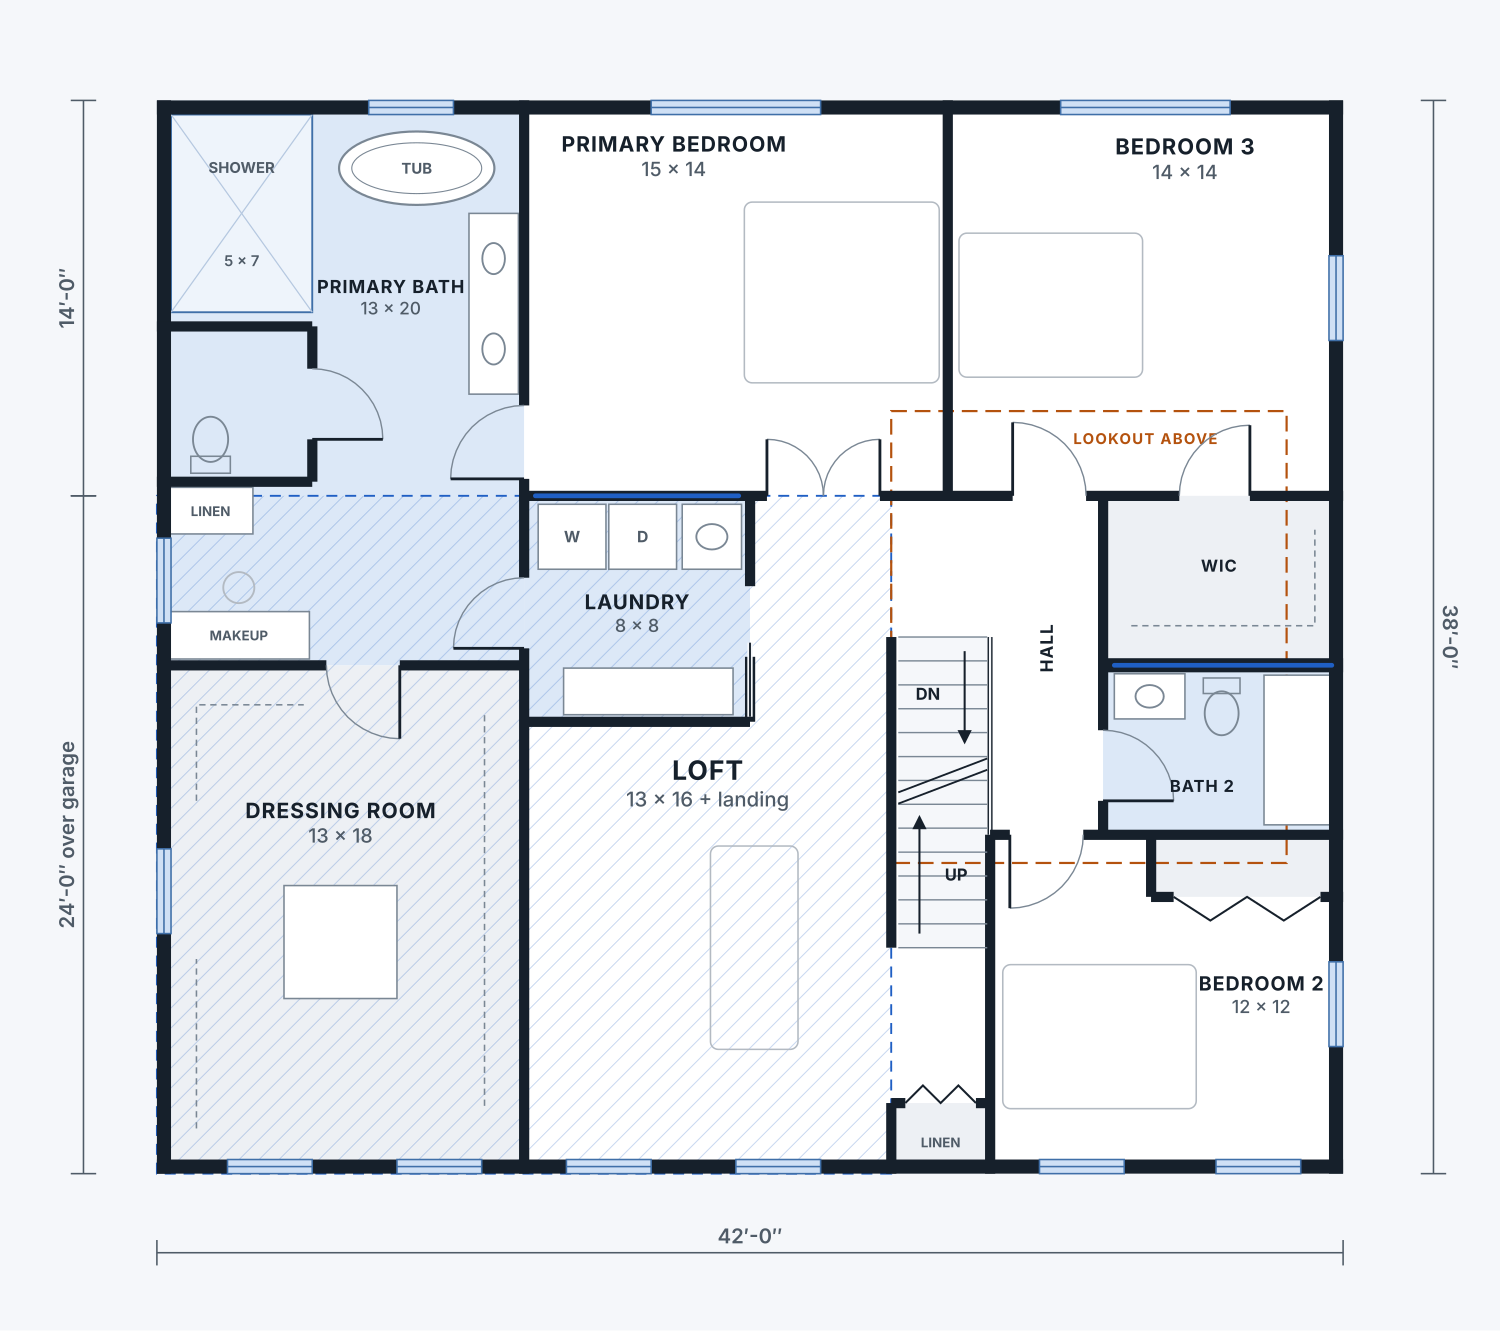 PRIMARY BEDROOM
15 × 14
BEDROOM 3
14 × 14
SHOWER
TUB
5 × 7
PRIMARY BATH
13 × 20
14′-0″
LOOKOUT ABOVE
LINEN
W
D
WIC
LAUNDRY
8 × 8
MAKEUP
HALL
38′-0″
DN
LOFT
13 × 16 + landing
BATH 2
DRESSING ROOM
13 × 18
24′-0″ over garage
UP
BEDROOM 2
12 × 12
LINEN
42′-0″